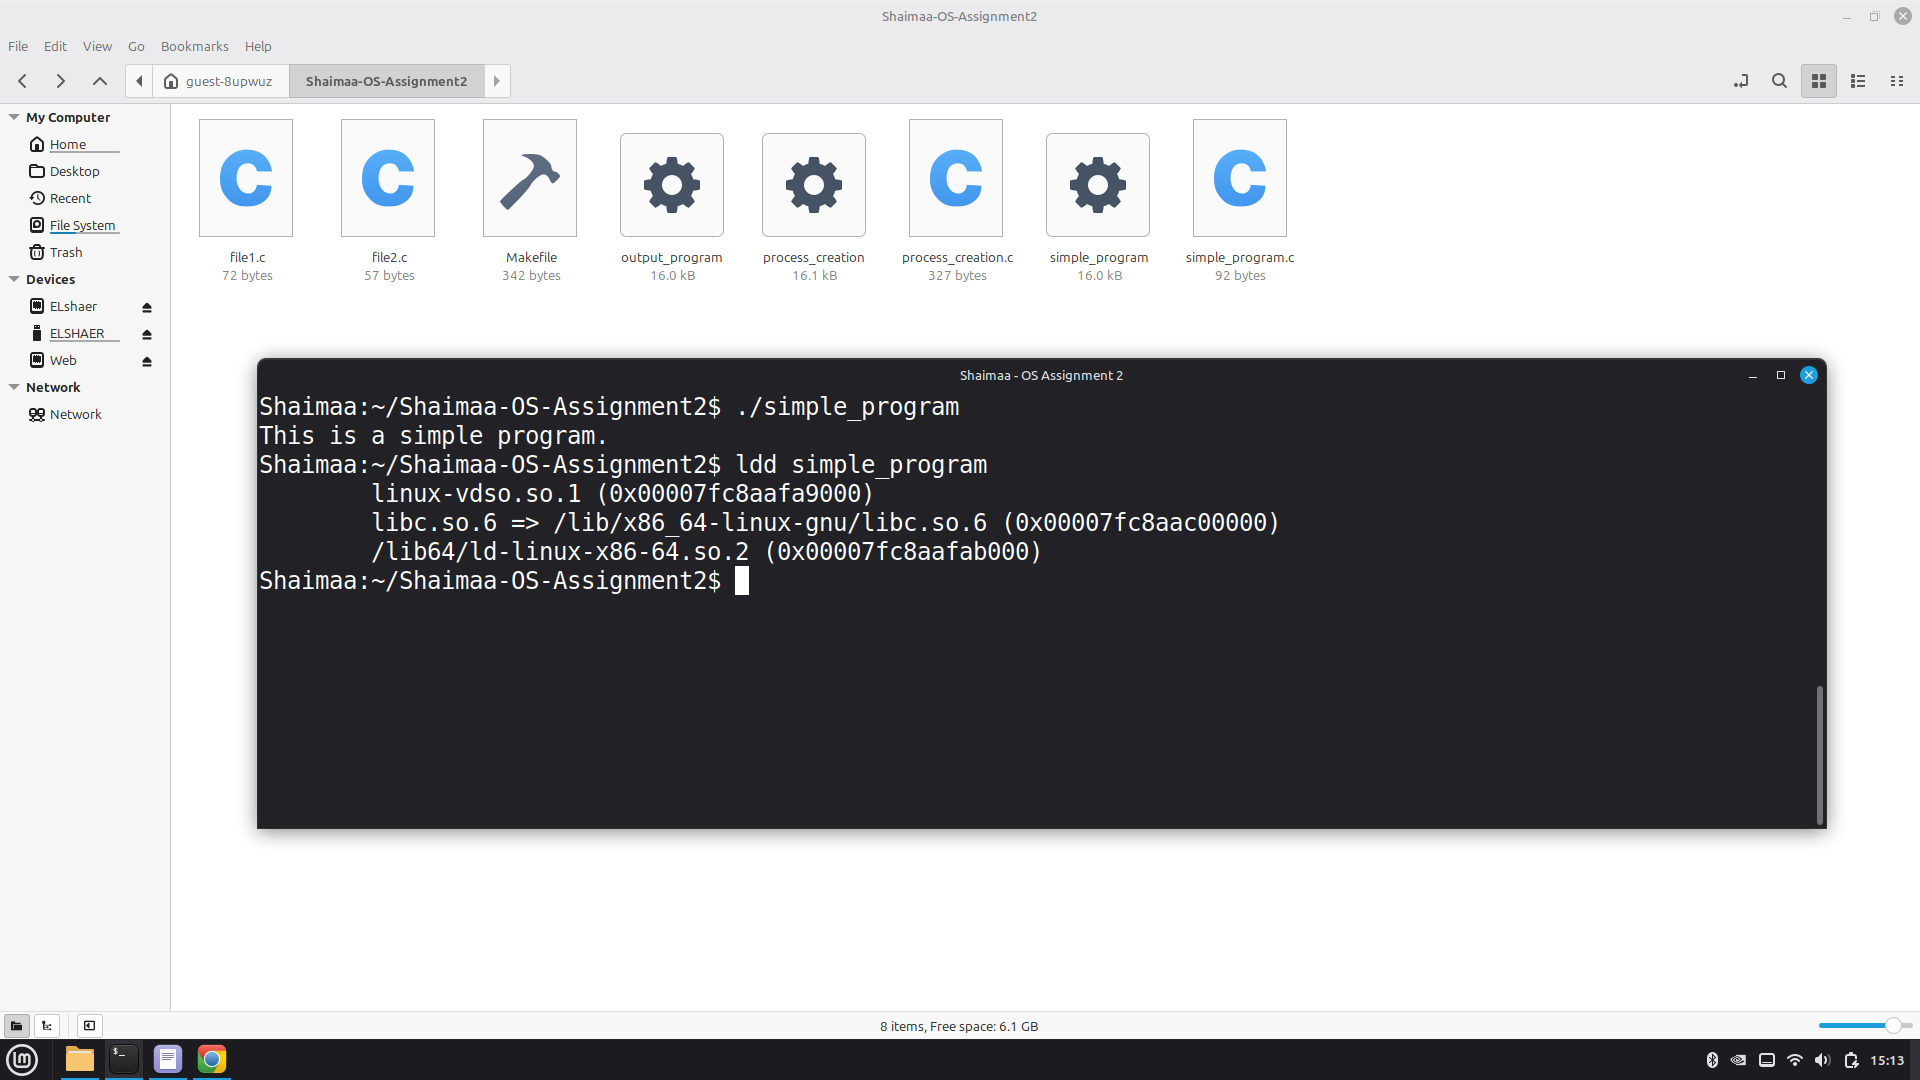 Shaimaa-OS-Assignment2
File Edit View Go Bookmarks Help
guest-8upwuz Shaimaa-OS-Assignment2
My Computer
Home
Desktop
Recent
File System
Trash
Devices
ELshaer
ELSHAER
Web
Network
Network
file1.c
72 bytes
file2.c
57 bytes
Makefile
342 bytes
output_program
16.0 kB
process_creation
16.1 kB
process_creation.c
327 bytes
simple_program
16.0 kB
simple_program.c
92 bytes
Shaimaa - OS Assignment 2
Shaimaa:~/Shaimaa-OS-Assignment2$ ./simple_program
This is a simple program.
Shaimaa:~/Shaimaa-OS-Assignment2$ ldd simple_program
linux-vdso.so.1 (0x00007fc8aafa9000)
libc.so.6 => /lib/x86_64-linux-gnu/libc.so.6 (0x00007fc8aac00000)
/lib64/ld-linux-x86-64.so.2 (0x00007fc8aafab000)
Shaimaa:~/Shaimaa-OS-Assignment2$
8 items, Free space: 6.1 GB
15:13